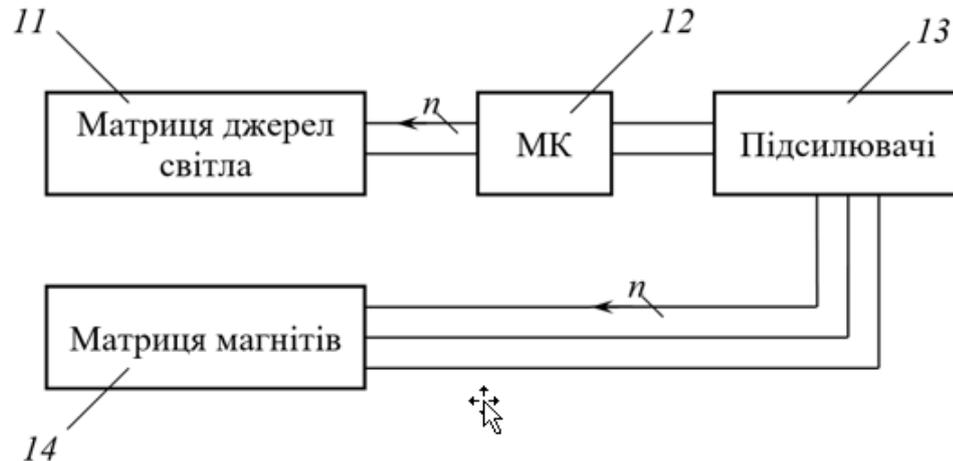 11
12
13
Матриця джерел
світла
n
МК
Підсилювачі
n
Матриця магнітів
14